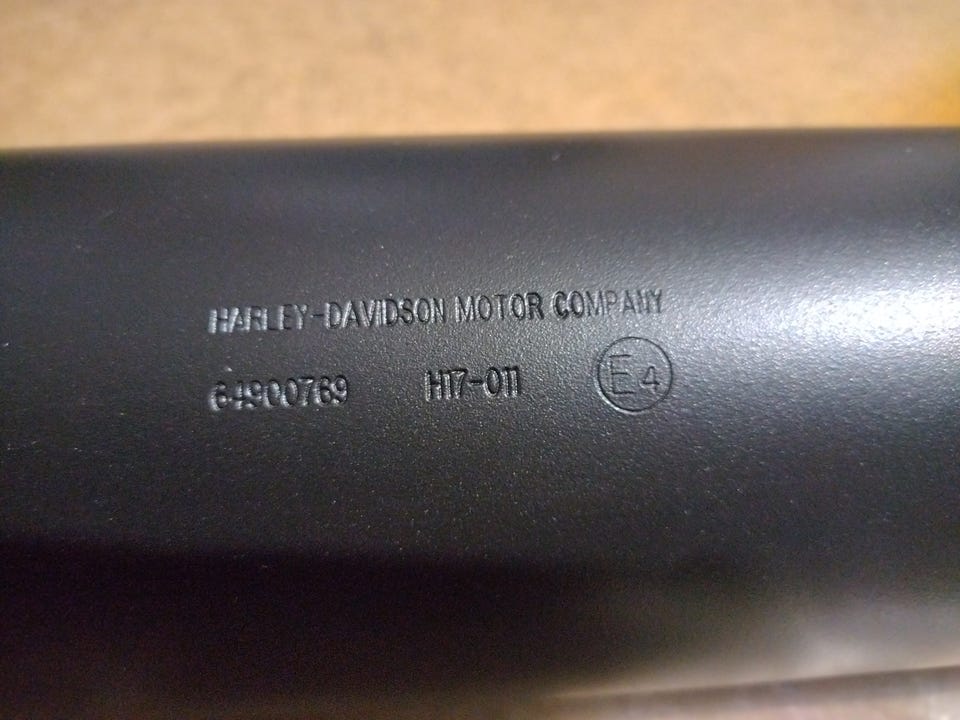 HARLEY-DAVIDSON MOTOR COMPANY
64900769 H17-011 E4